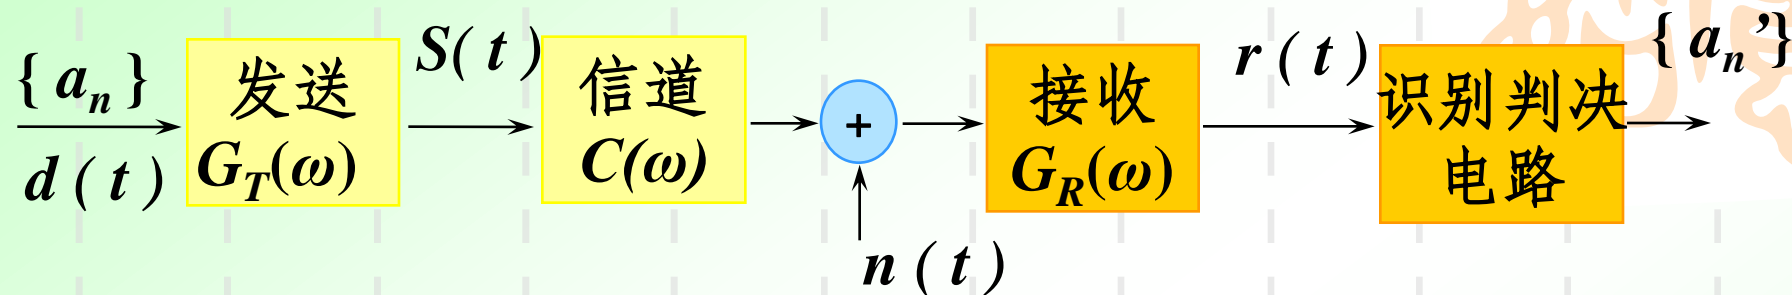 { aₙ }
d ( t )
发送
G_T(ω)
S( t )
信道
C(ω)
+
n ( t )
接收
G_R(ω)
r ( t )
识别判决
电路
{ aₙ’}